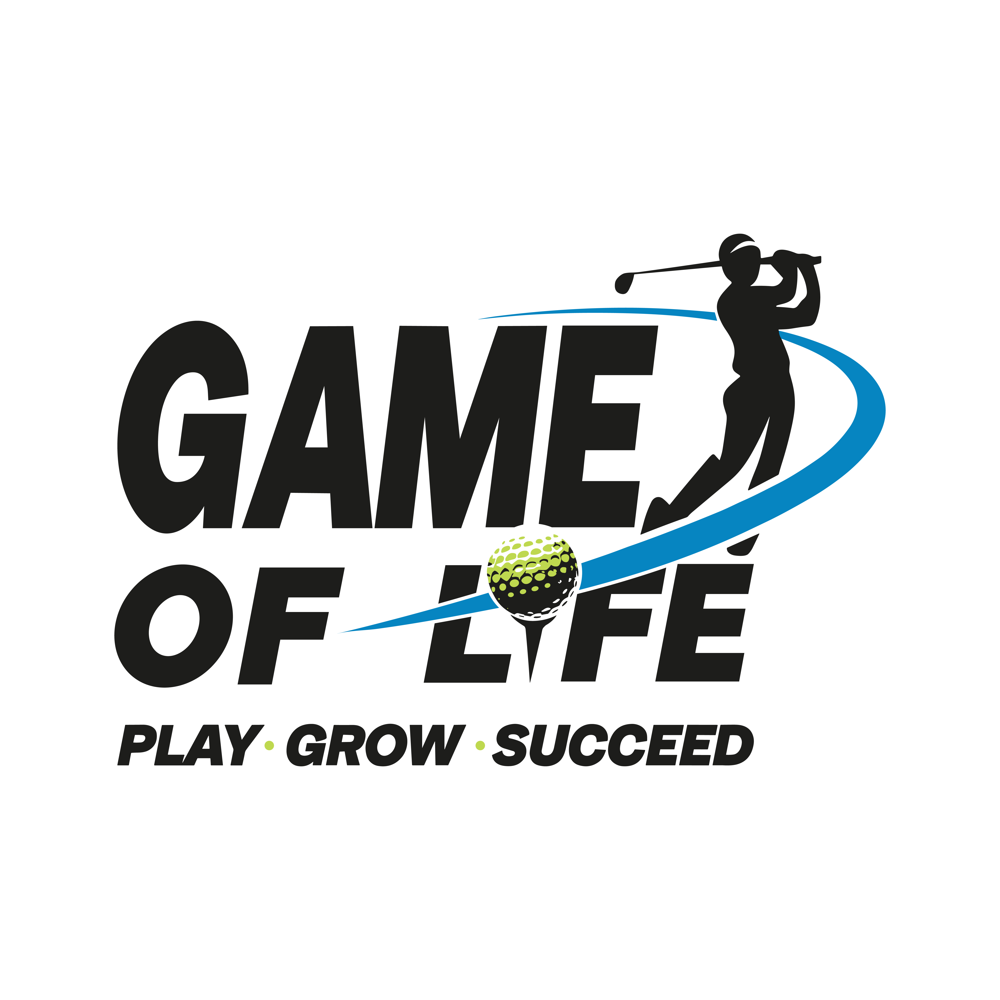 GAME
OF LIFE
PLAY • GROW • SUCCEED